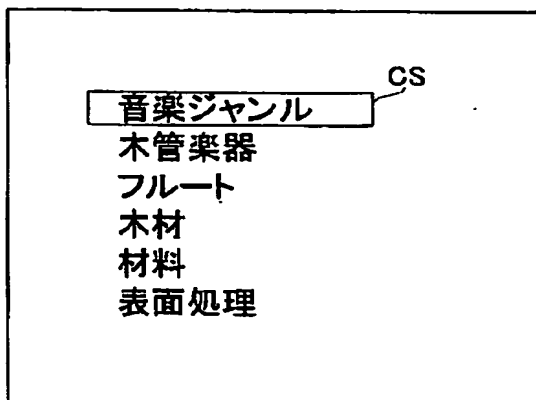 CS
音楽ジャンル
木管楽器
フルート
木材
材料
表面処理